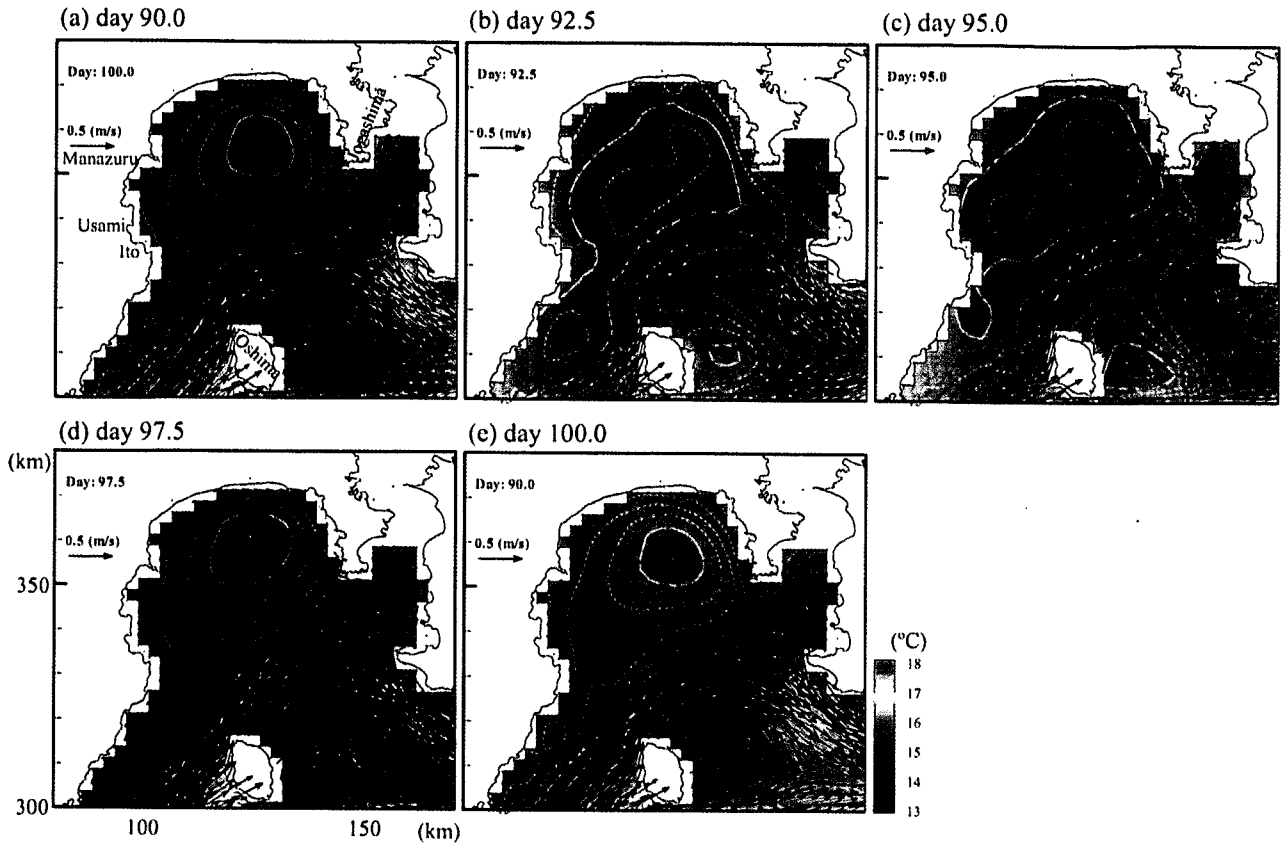 (a) day 90.0
(b) day 92.5
(c) day 95.0
Day: 100.0
92.5
95.0
0.5 (m/s)
0.5 (m/s)
0.5 (m/s)
Manazuru
Usami
Ito
Oshima
(d) day 97.5
(e) day 100.0
(km)
Day: 97.5
Day: 90.0
0.5 (m/s)
0.5 (m/s)
350
300
100
150
(km)
(ºC)
18
17
16
15
14
13